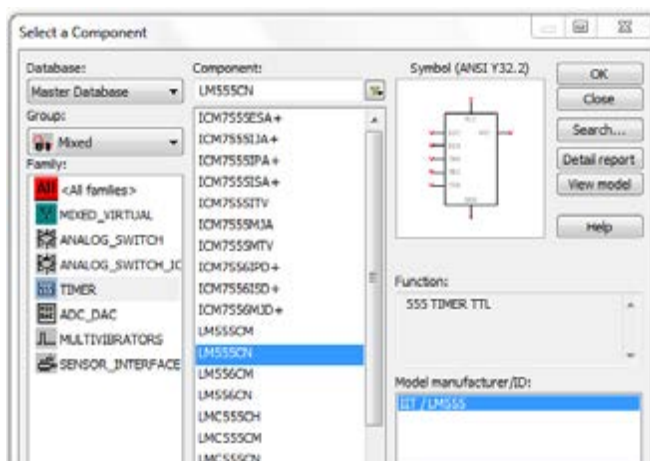 Select a Component
Database:
Master Database
Group:
Mixed
Family:
All <All families>
MIXED_VIRTUAL
ANALOG_SWITCH
ANALOG_SWITCH_IC
TIMER
ADC_DAC
MULTIVIBRATORS
SENSOR_INTERFACE
Component:
LM555CN
ICM7555ESA+
ICM7555IJA+
ICM7555IPA+
ICM7555ISA+
ICM7555ITV
ICM7555MJA
ICM7555MTV
ICM7556IPD+
ICM7556ISD+
ICM7556MJD+
LM555CM
LM555CN
LM556CM
LM556CN
LMC555CH
LMC555CM
LMC555CN
Symbol (ANSI Y32.2)
Function:
555 TIMER TTL
Model manufacturer/ID:
IIT / LM555
OK
Close
Search...
Detail report
View model
Help